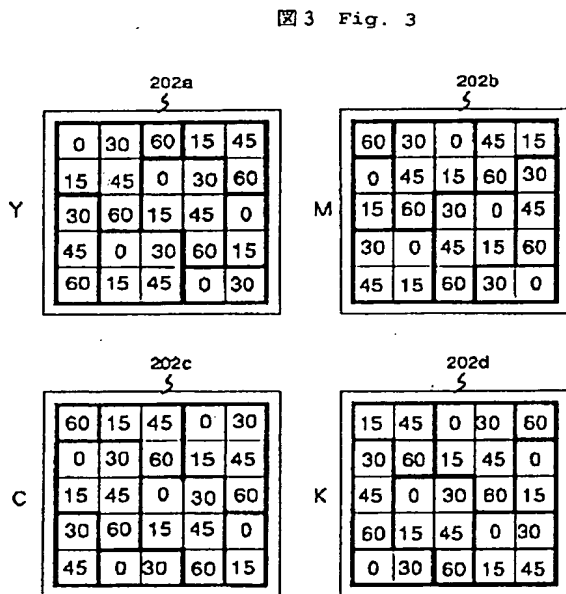 図3 Fig. 3
202a 202b
0 30 60 15 45 60 30 0 45 15
15 45 0 30 60 0 45 15 60 30
Y 30 60 15 45 0 M 15 60 30 0 45
45 0 30 60 15 30 0 45 15 60
60 15 45 0 30 45 15 60 30 0
202c 202d
60 15 45 0 30 15 45 0 30 60
0 30 60 15 45 30 60 15 45 0
C 15 45 0 30 60 K 45 0 30 60 15
30 60 15 45 0 60 15 45 0 30
45 0 30 60 15 0 30 60 15 45